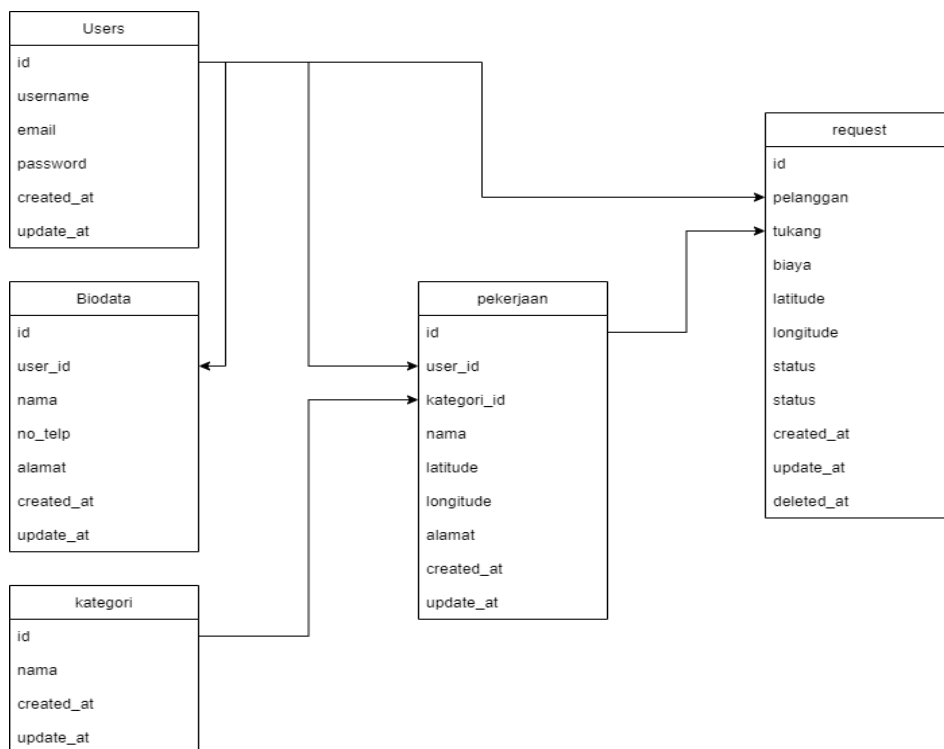 Users
id
username
email
password
created_at
update_at
Biodata
id
user_id
nama
no_telp
alamat
created_at
update_at
kategori
id
nama
created_at
update_at
pekerjaan
id
user_id
kategori_id
nama
latitude
longitude
alamat
created_at
update_at
request
id
pelanggan
tukang
biaya
latitude
longitude
status
status
created_at
update_at
deleted_at